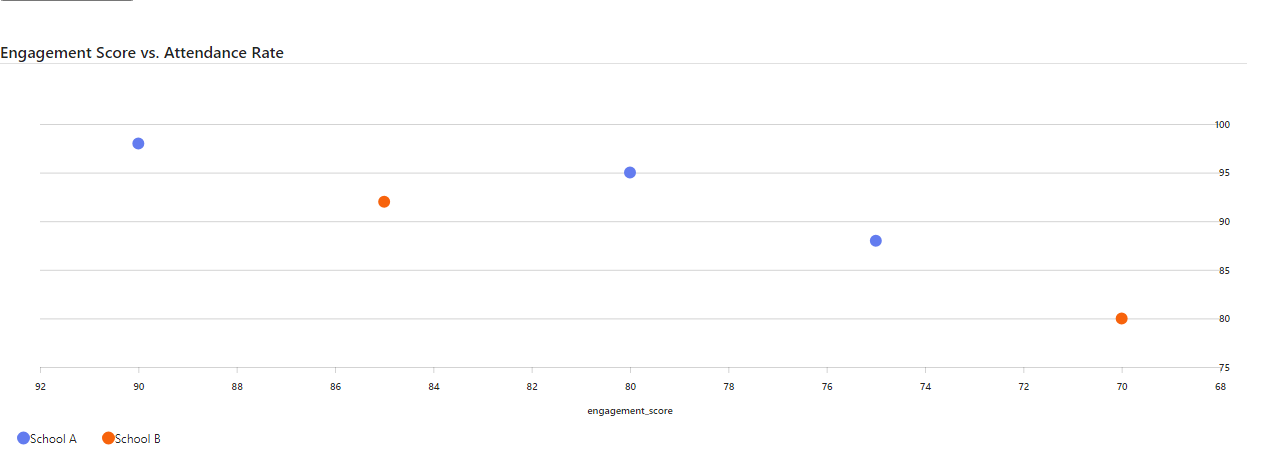 Engagement Score vs. Attendance Rate
100
95
90
85
80
75
92 90 88 86 84 82 80 78 76 74 72 70 68
engagement_score
School A School B